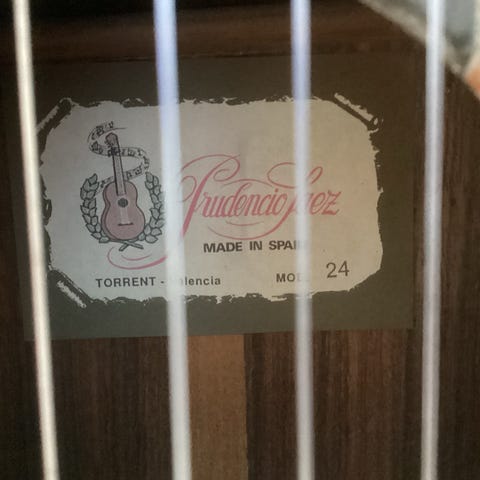 Prudencio Saez
MADE IN SPAIN
TORRENT - Valencia MOD. 24